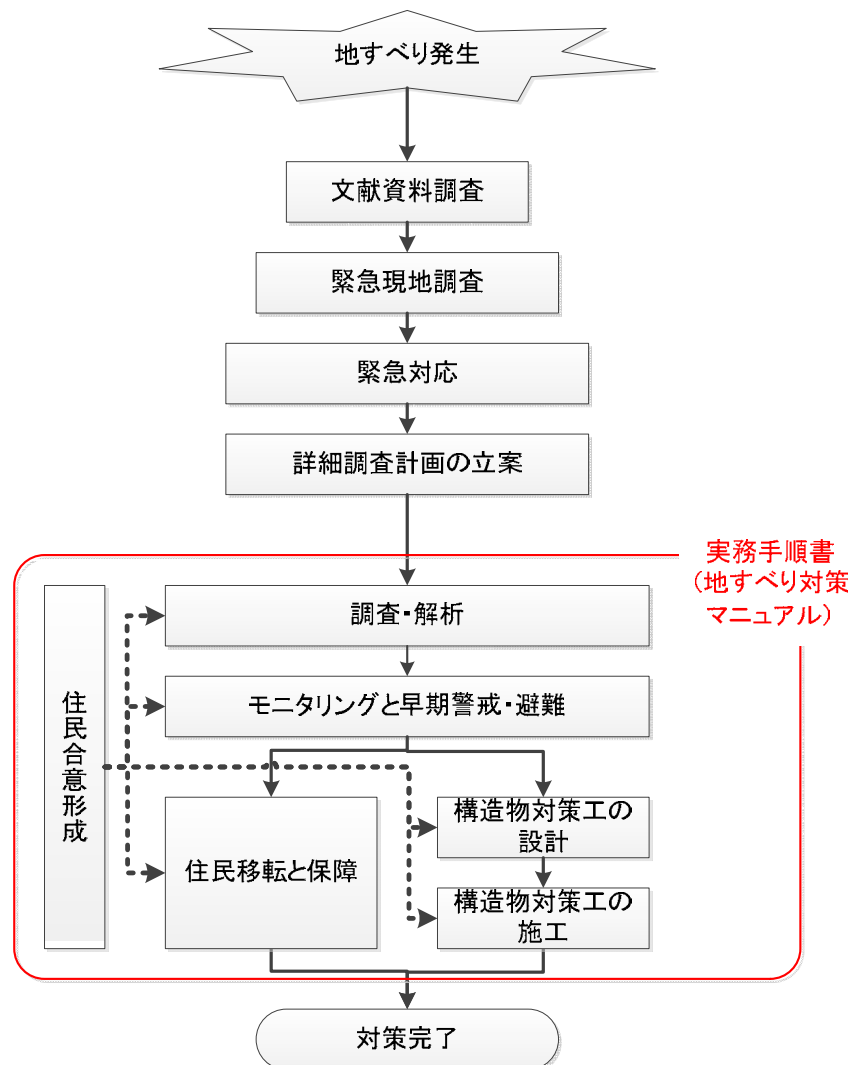 地すべり発生
文献資料調査
緊急現地調査
緊急対応
詳細調査計画の立案
実務手順書
（地すべり対策
マニュアル）
調査・解析
モニタリングと早期警戒・避難
住民合意形成
住民移転と保障
構造物対策工の
設計
構造物対策工の
施工
対策完了